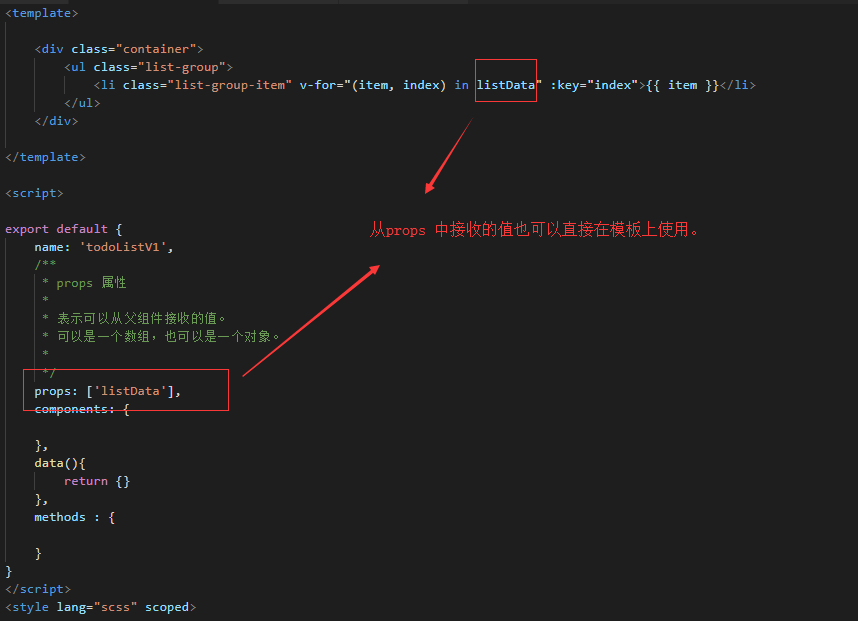 <template>
<div class="container">
<ul class="list-group">
<li class="list-group-item" v-for="(item, index) in listData" :key="index">{{ item }}</li>
</ul>
</div>
</template>
<script>
从props 中接收的值也可以直接在模板上使用。
export default {
name: 'todoListV1',
/**
* props 属性
*
* 表示可以从父组件接收的值。
* 可以是一个数组，也可以是一个对象。
*
*/
props: ['listData'],
components: {
},
data(){
return {}
},
methods : {
}
}
</script>
<style lang="scss" scoped>